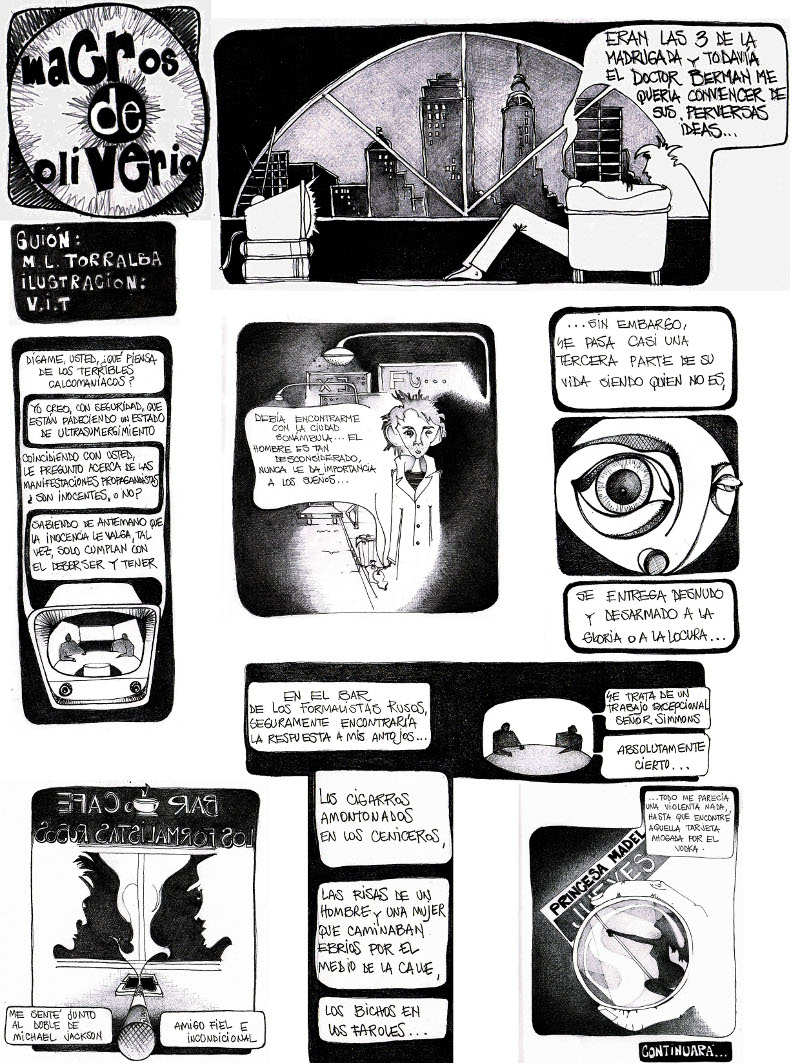 macros
de
oliverio
GUIÓN:
M. L. TORRALBA
ILUSTRACION:
V.I.T
ERAN LAS 3 DE LA
MADRUGADA Y TODAVÍA
EL DOCTOR BERMAN ME
QUERIA CONVENCER DE
SUS PERVERSAS
IDEAS...
DÍGAME, USTED, ¿QUÉ PIENSA
DE LOS TERRIBLES
CALCOMANÍACOS?
YO CREO, CON SEGURIDAD, QUE
ESTÁN PADECIENDO UN ESTADO
DE ULTRASUMERGIMIENTO
COINCIDIENDO CON USTED,
LE PREGUNTO ACERCA DE LAS
MANIFESTACIONES PROPAGANDISTAS
¿SON INOCENTES, O NO?
SABIENDO DE ANTEMANO QUE
LA INOCENCIA LE VALGA, TAL
VEZ, SOLO CUMPLAN CON
EL DEBER SER Y TENER
DEBÍA ENCONTRARME
CON LA CIUDAD
SONÁMBULA... EL
HOMBRE ES TAN
DESCONSIDERADO,
NUNCA LE DA IMPORTANCIA
A LOS SUEÑOS...
...SIN EMBARGO,
SE PASA CASI UNA
TERCERA PARTE DE SU
VIDA SIENDO QUIEN NO ES,
SE ENTREGA DESNUDO
Y DESARMADO A LA
GLORIA O A LA LOCURA...
EN EL BAR
DE LOS FORMALISTAS RUSOS,
SEGURAMENTE ENCONTRARÍA
LA RESPUESTA A MIS ANTOJOS...
SE TRATA DE UN
TRABAJO EXCEPCIONAL
SEÑOR, SIMMONS
ABSOLUTAMENTE
CIERTO...
BAR CAFE
LOS FORMALISTAS RUSOS
ME SENTÉ JUNTO
AL DOBLE DE
MICHAEL JACKSON
AMIGO FIEL E
INCONDICIONAL
LOS CIGARROS
AMONTONADOS
EN LOS CENICEROS,
LAS RISAS DE UN
HOMBRE Y UNA MUJER
QUE CAMINABAN
EBRIOS POR EL
MEDIO DE LA CALLE,
LOS BICHOS EN
LOS FAROLES...
...TODO ME PARECÍA
UNA VIOLENTA NADA,
HASTA QUE ENCONTRÉ
AQUELLA TARJETA
AHOGADA POR EL
VODKA.
PRINCESA MADEL
JUEVES
CONTINUARÁ...